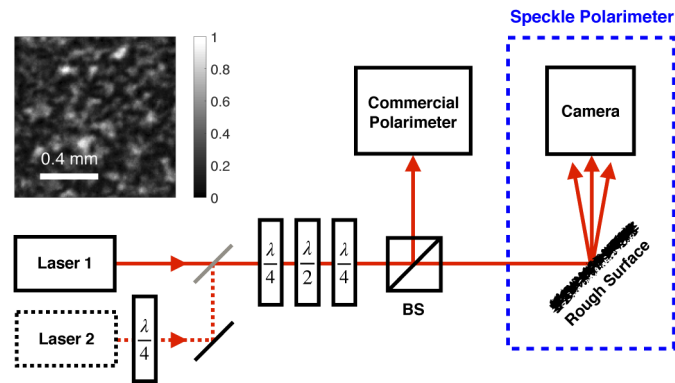 Speckle Polarimeter
1
0.8
0.6
0.4
0.2
0
0.4 mm
Commercial
Polarimeter
Camera
Laser 1
λ/4
λ/2
λ/4
BS
Rough Surface
Laser 2
λ/4